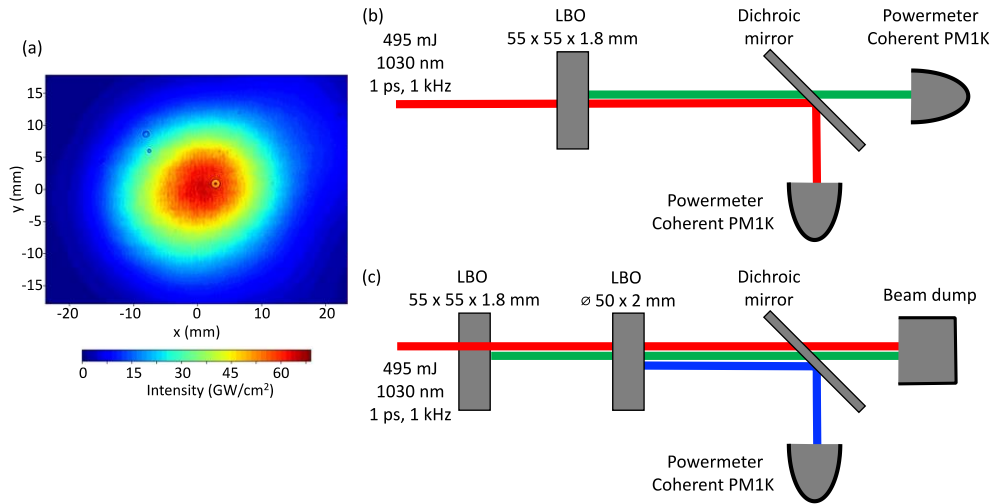 (a)
15
10
5
0
-5
-10
-15
y (mm)
-20
-10
0
10
20
x (mm)
0
15
30
45
60
Intensity (GW/cm²)
(b)
495 mJ
1030 nm
1 ps, 1 kHz
LBO
55 x 55 x 1.8 mm
Dichroic
mirror
Powermeter
Coherent PM1K
Powermeter
Coherent PM1K
(c)
LBO
55 x 55 x 1.8 mm
LBO
⌀ 50 x 2 mm
Dichroic
mirror
Beam dump
495 mJ
1030 nm
1 ps, 1 kHz
Powermeter
Coherent PM1K